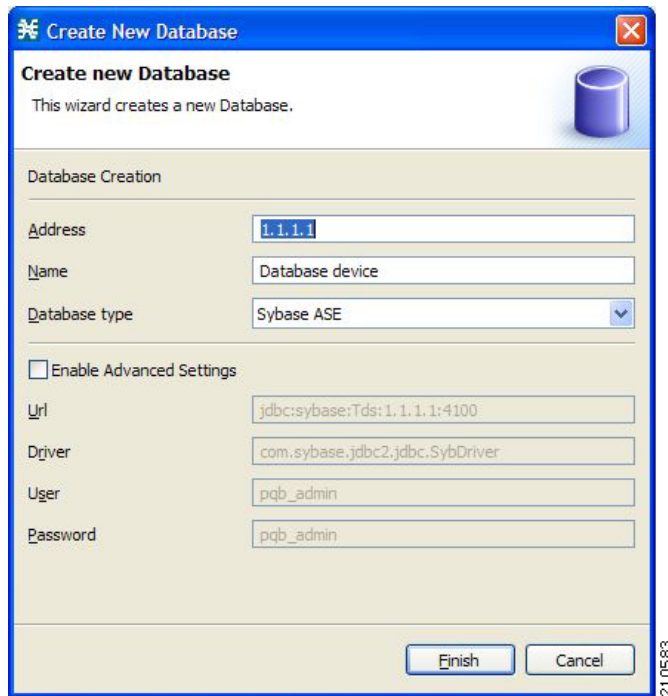 Create New Database
Create new Database
This wizard creates a new Database.
Database Creation
Address 1.1.1.1
Name Database device
Database type Sybase ASE
Enable Advanced Settings
Url jdbc:sybase:Tds:1.1.1.1:4100
Driver com.sybase.jdbc2.jdbc.SybDriver
User pqb_admin
Password pqb_admin
Finish Cancel
210583